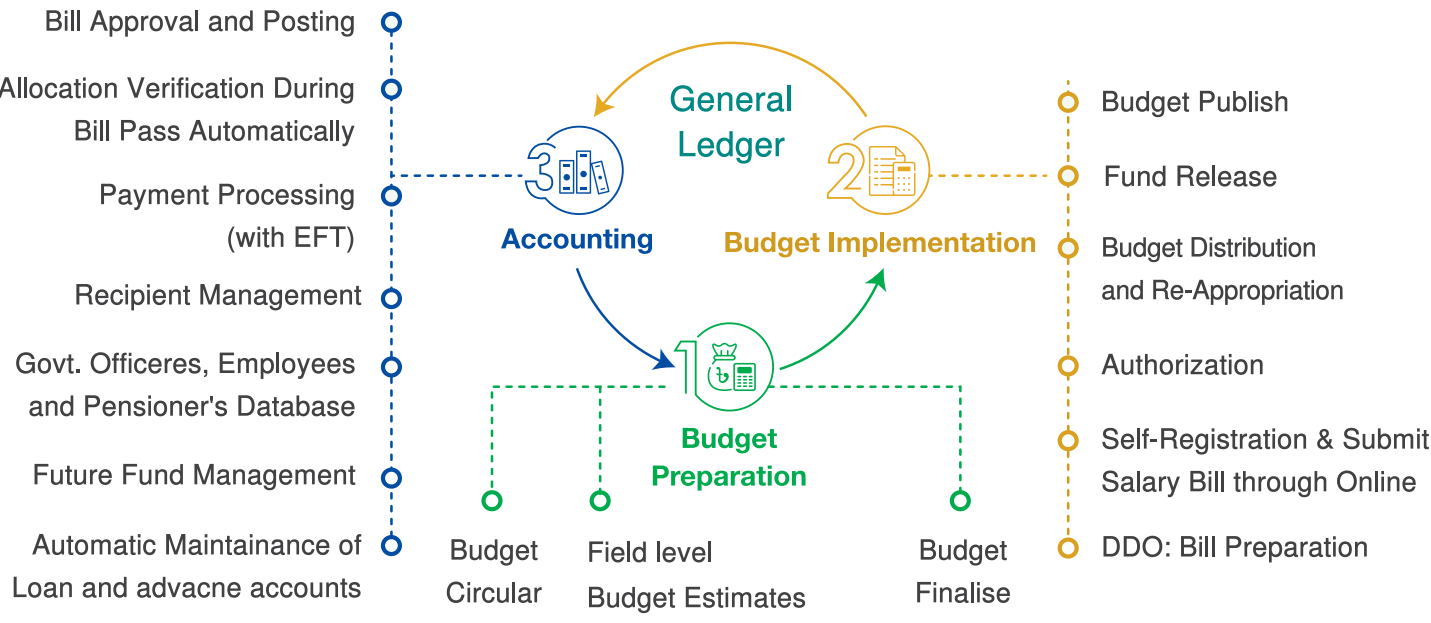 Bill Approval and Posting
Allocation Verification During
Bill Pass Automatically
Payment Processing
(with EFT)
Recipient Management
Govt. Officeres, Employees
and Pensioner's Database
Future Fund Management
Automatic Maintainance of
Loan and advacne accounts
General
Ledger
3
Accounting
2
Budget Implementation
1
৳
Budget
Preparation
Budget
Circular
Field level
Budget Estimates
Budget
Finalise
Budget Publish
Fund Release
Budget Distribution
and Re-Appropriation
Authorization
Self-Registration & Submit
Salary Bill through Online
DDO: Bill Preparation